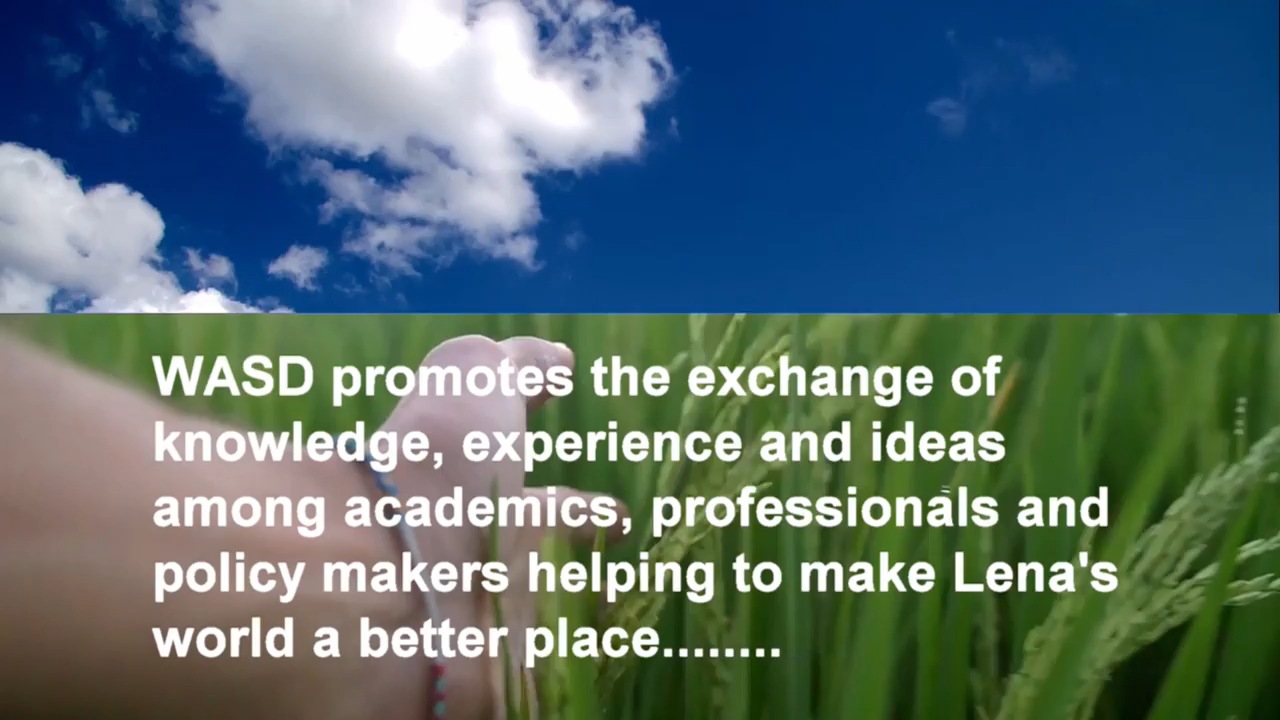 WASD promotes the exchange of
knowledge, experience and ideas
among academics, professionals and
policy makers helping to make Lena's
world a better place........